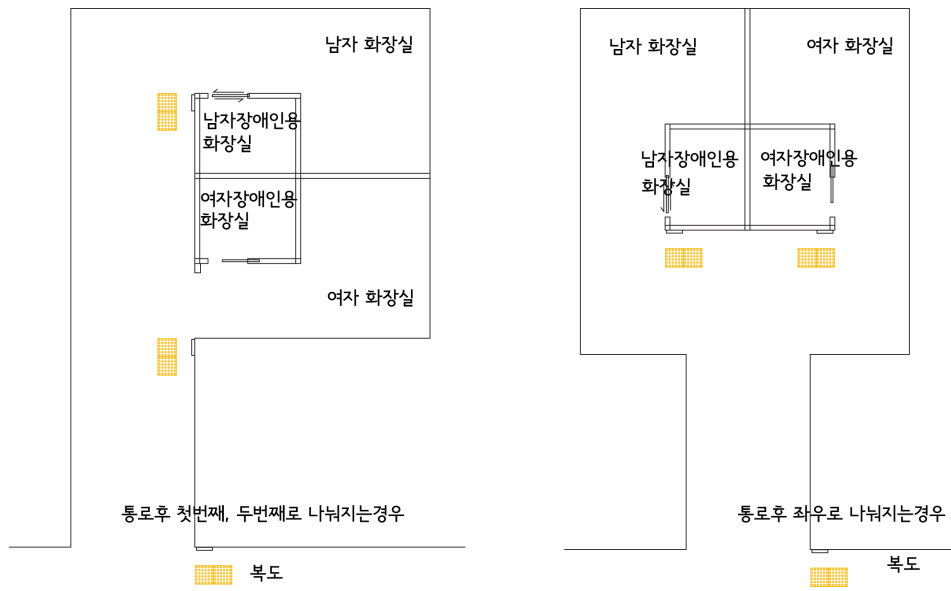 남자 화장실
남자장애인용
화장실
여자장애인용
화장실
여자 화장실
통로후 첫번째, 두번째로 나눠지는경우
복도
남자 화장실
여자 화장실
남자장애인용
화장실
여자장애인용
화장실
통로후 좌우로 나눠지는경우
복도